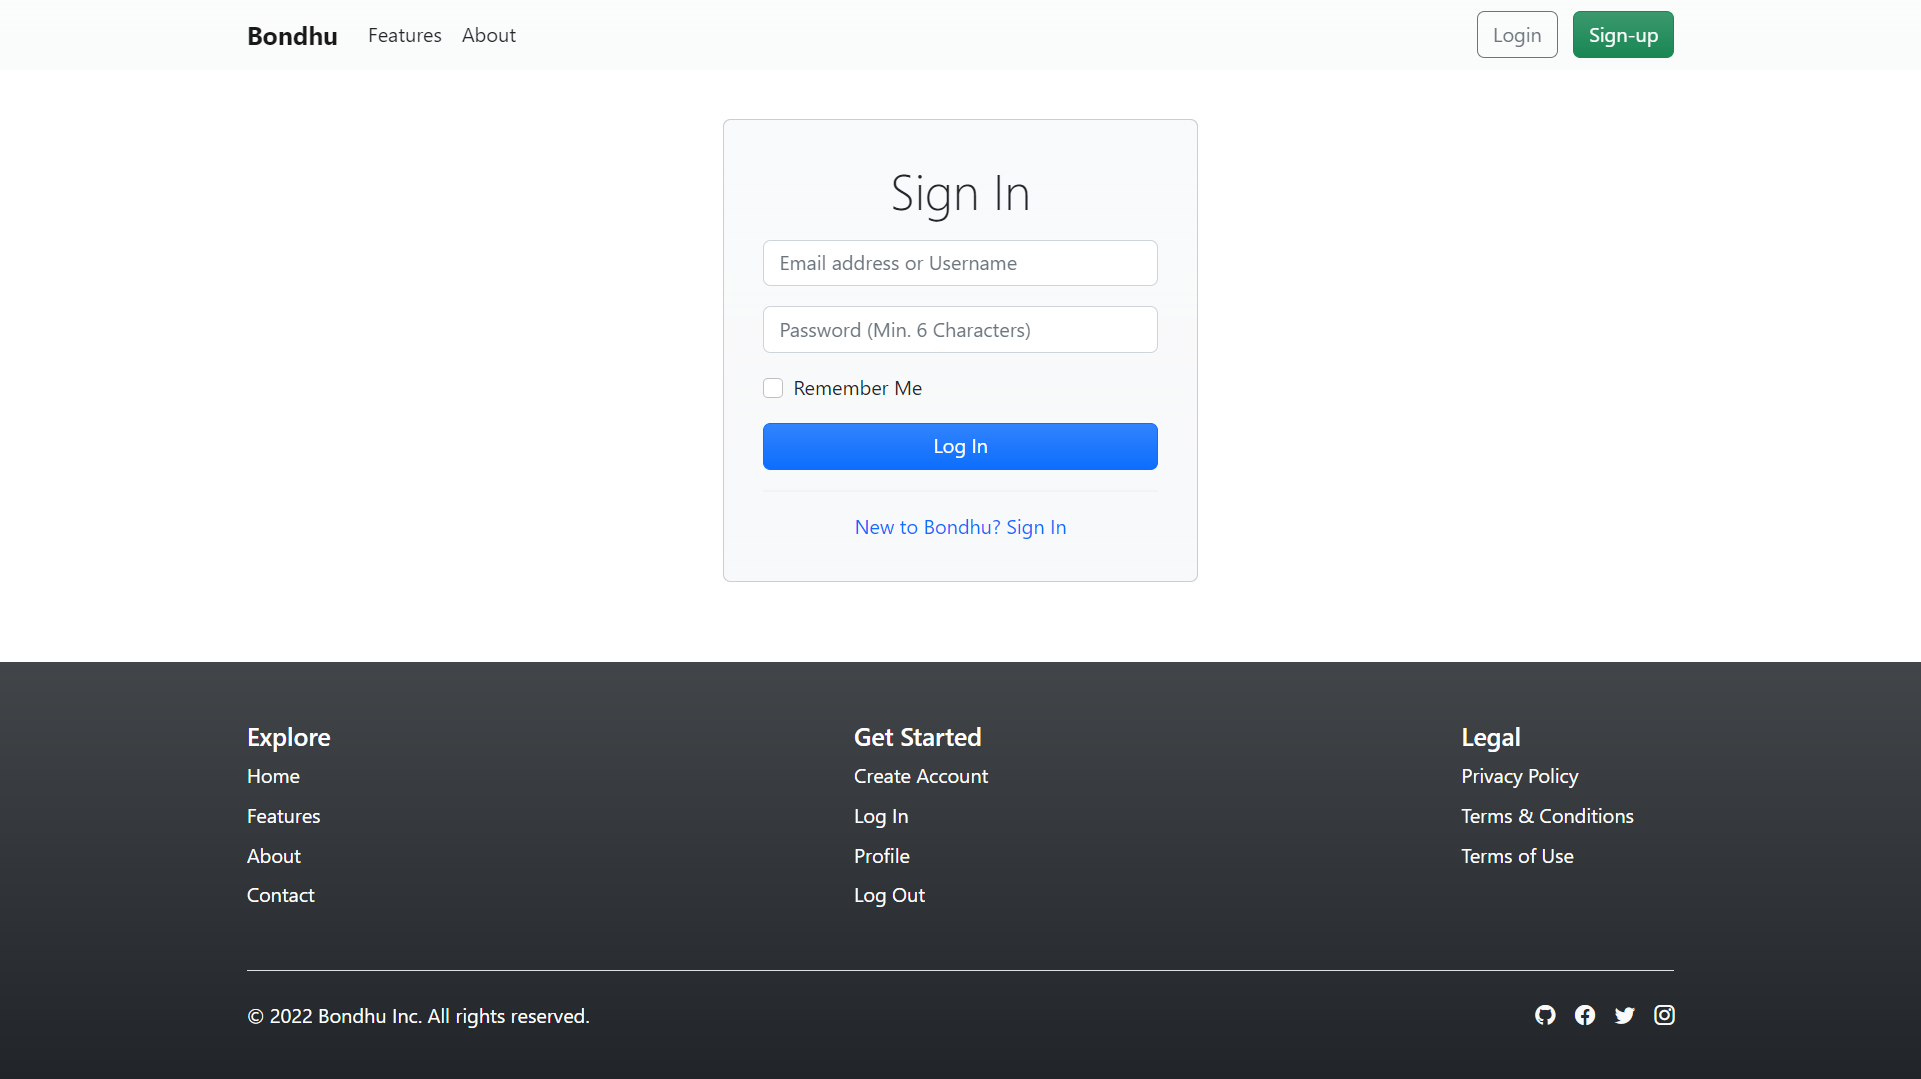 Bondhu Features About Login Sign-up
Sign In
Email address or Username
Password (Min. 6 Characters)
Remember Me
Log In
New to Bondhu? Sign In
Explore
Home
Features
About
Contact
Get Started
Create Account
Log In
Profile
Log Out
Legal
Privacy Policy
Terms & Conditions
Terms of Use
© 2022 Bondhu Inc. All rights reserved.